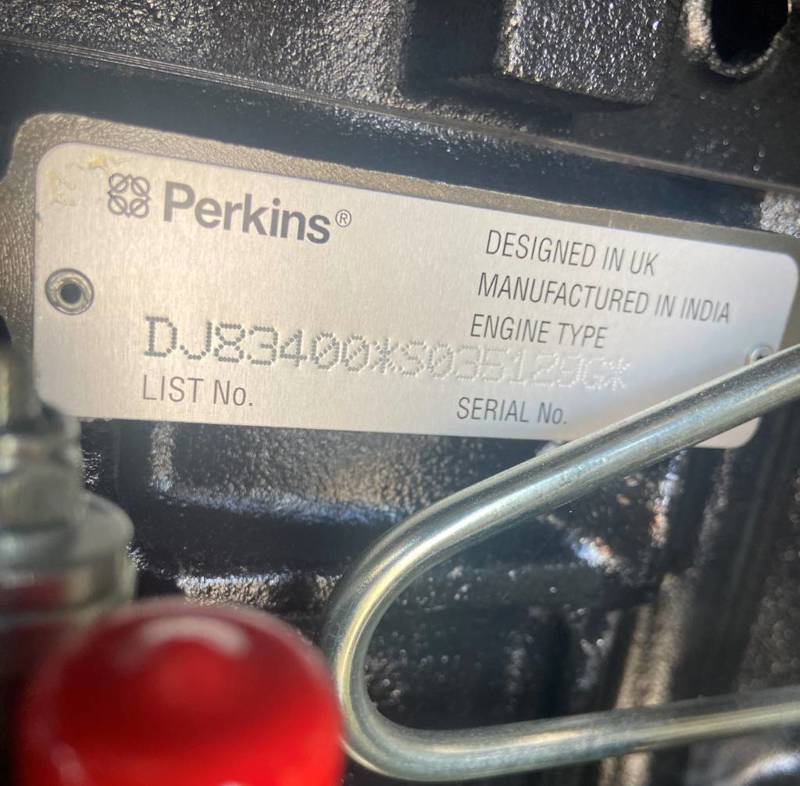 Perkins®
DESIGNED IN UK
MANUFACTURED IN INDIA
ENGINE TYPE
DJ83400*S035129G*
LIST No.
SERIAL No.